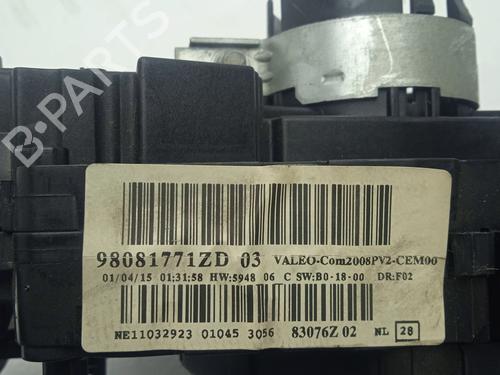 B-PARTS
98081771ZD 03 VALEO-Com2008PV2-CEM00
01/04/15 01:31:58 HW:5948 06 C SW:B0-18-00 DR:F02
NE11032923 01045 3056 83076Z 02 NL 28